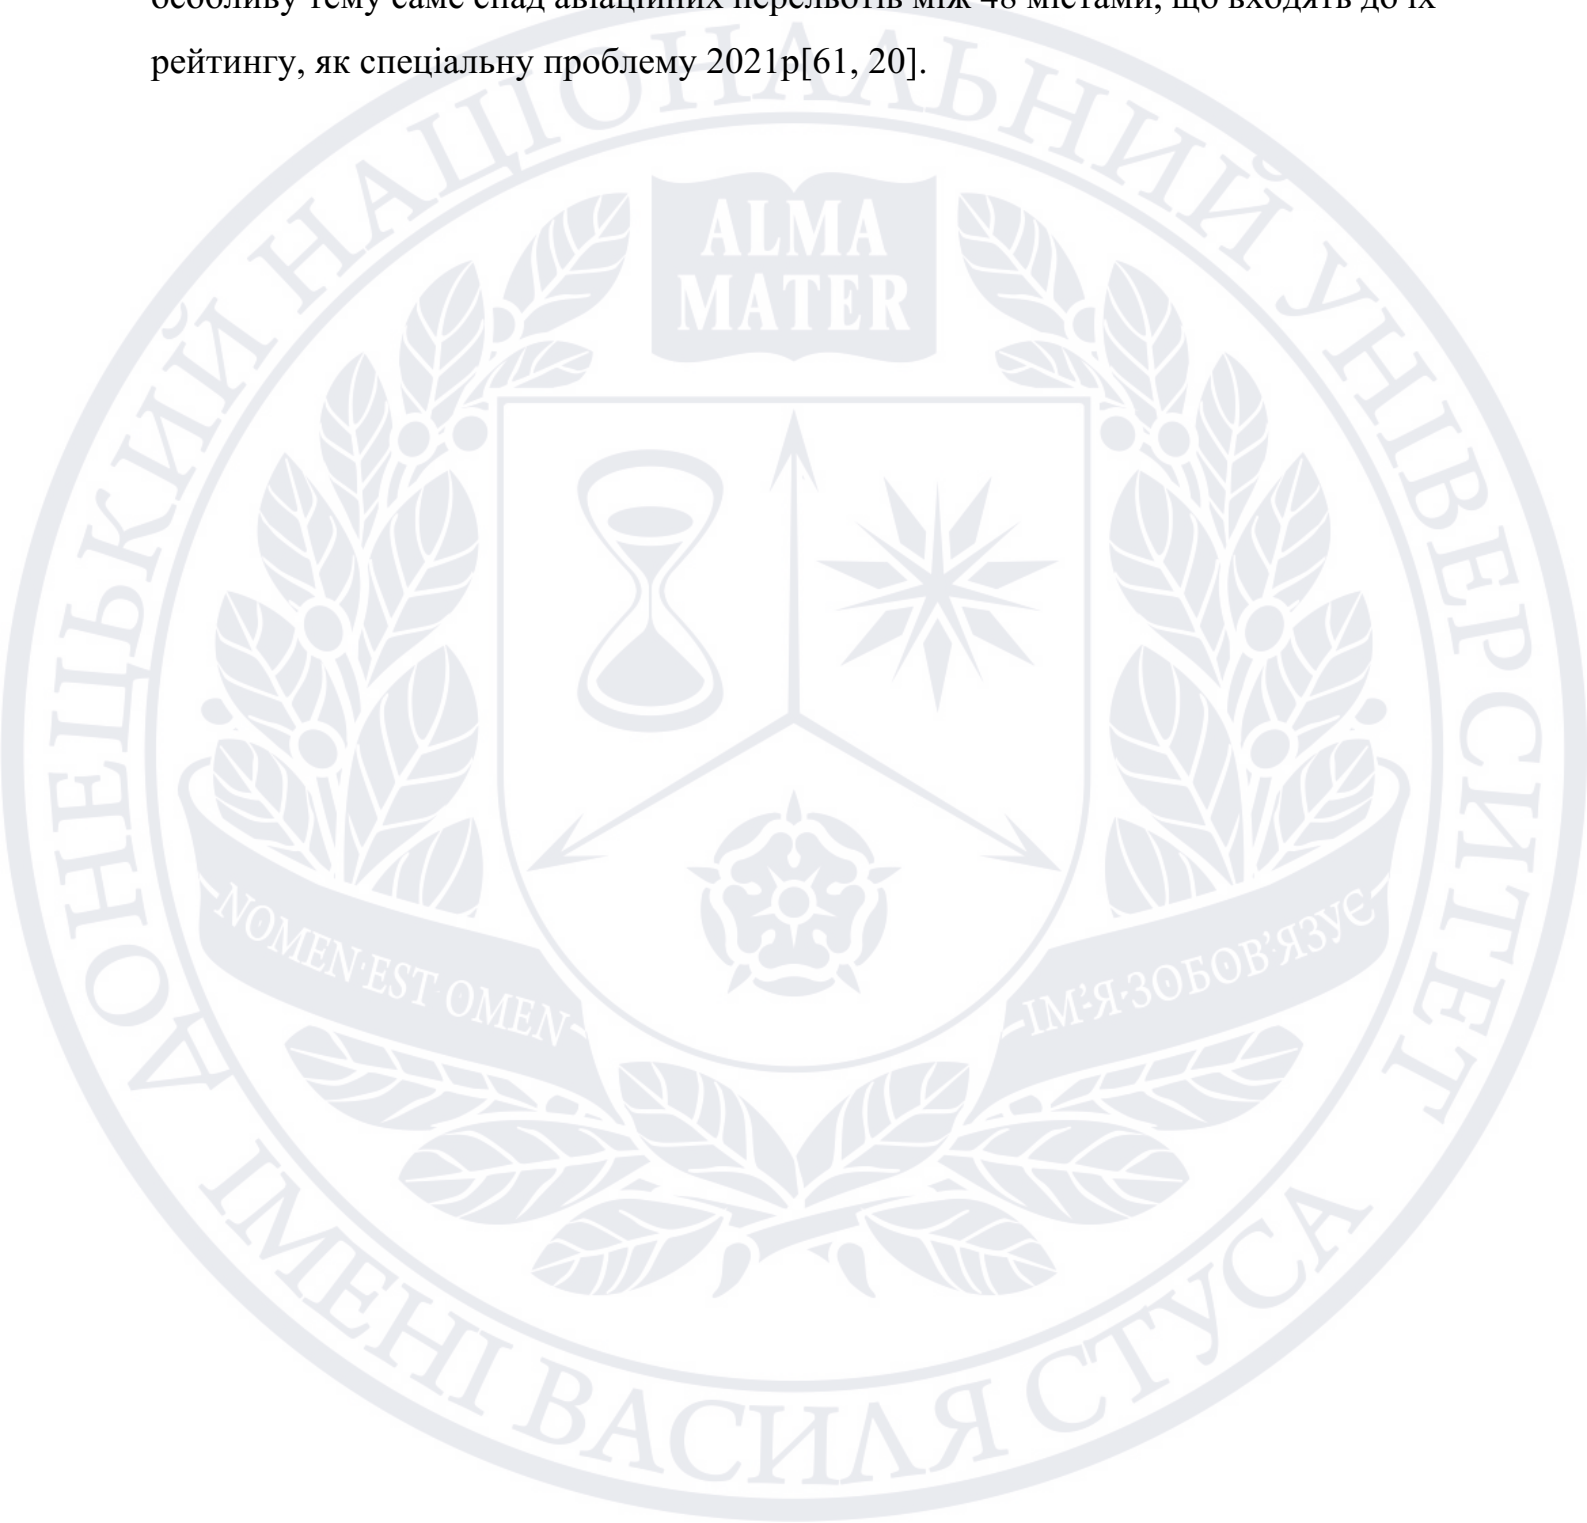 особливу тему саме спад авіаційних перельотів між 48 містами, що входять до їх
рейтингу, як спеціальну проблему 2021р[61, 20].
ДОНЕЦЬКИЙ НАЦІОНАЛЬНИЙ УНІВЕРСИТЕТ
ALMA
MATER
NOMEN EST OMEN
ІМ'Я ЗОБОВ'ЯЗУЄ
ІМЕНІ ВАСИЛЯ СТУСА